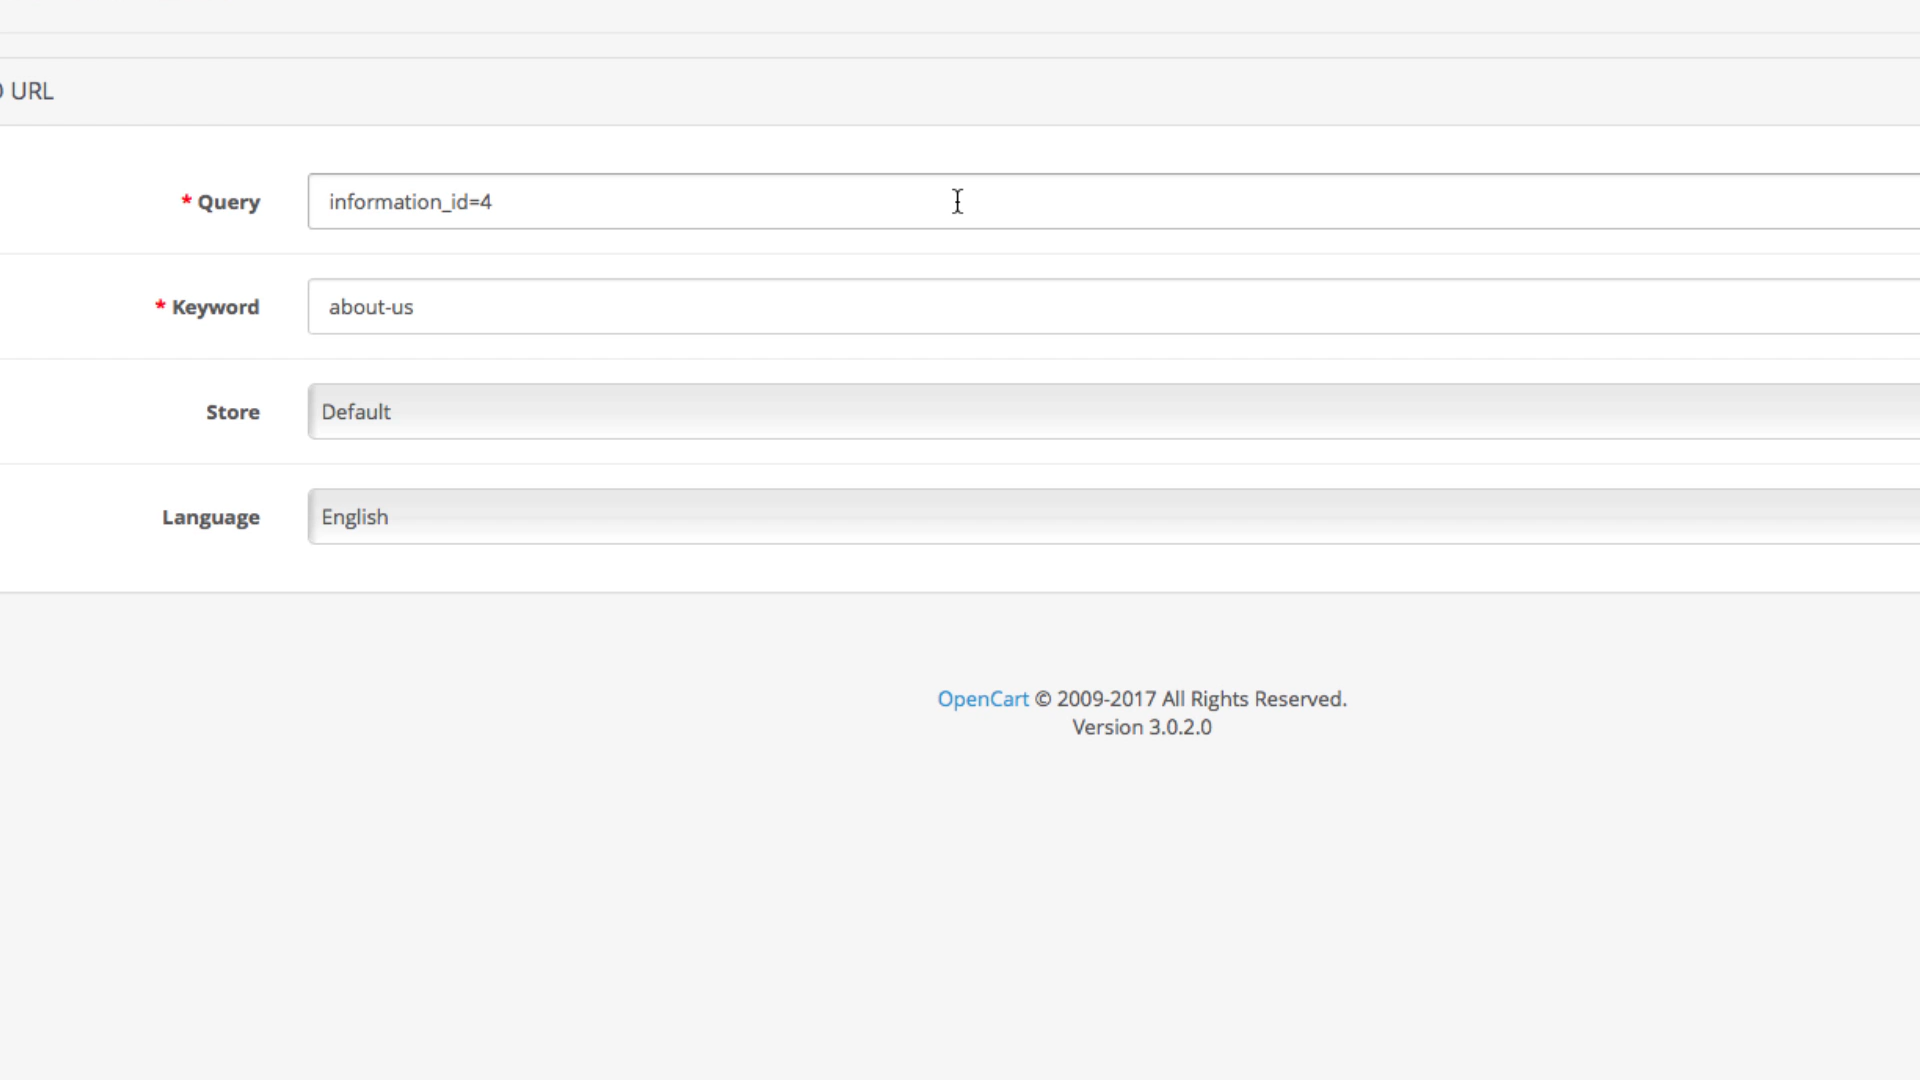 URL
* Query
information_id=4
* Keyword
about-us
Store
Default
Language
English
OpenCart © 2009-2017 All Rights Reserved.
Version 3.0.2.0